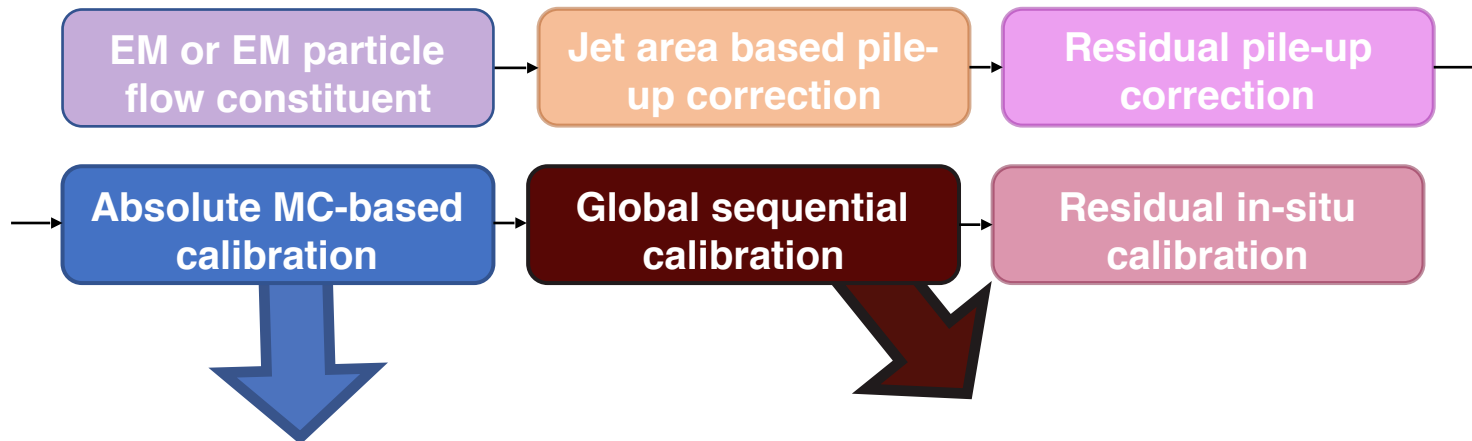 EM or EM particle
flow constituent
Jet area based pile-
up correction
Residual pile-up
correction
Absolute MC-based
calibration
Global sequential
calibration
Residual in-situ
calibration